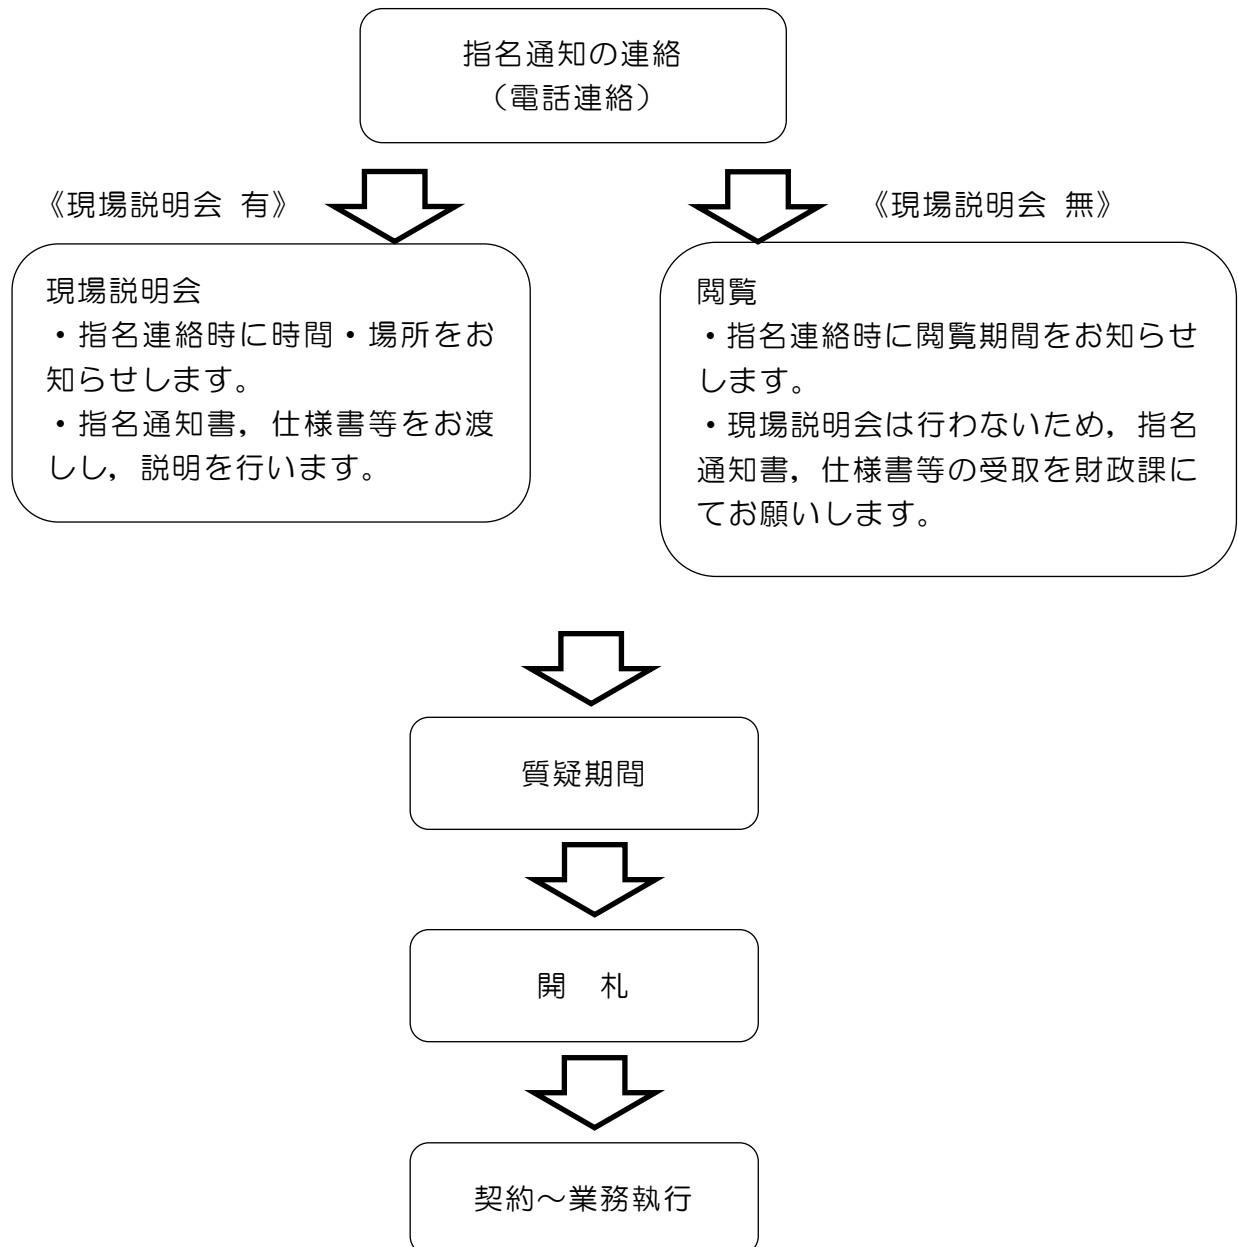 指名通知の連絡
（電話連絡）
《現場説明会 有》
《現場説明会 無》
現場説明会
・指名連絡時に時間・場所をお
知らせします。
・指名通知書，仕様書等をお渡
しし，説明を行います。
閲覧
・指名連絡時に閲覧期間をお知らせ
します。
・現場説明会は行わないため，指名
通知書，仕様書等の受取を財政課に
てお願いします。
質疑期間
開　札
契約～業務執行